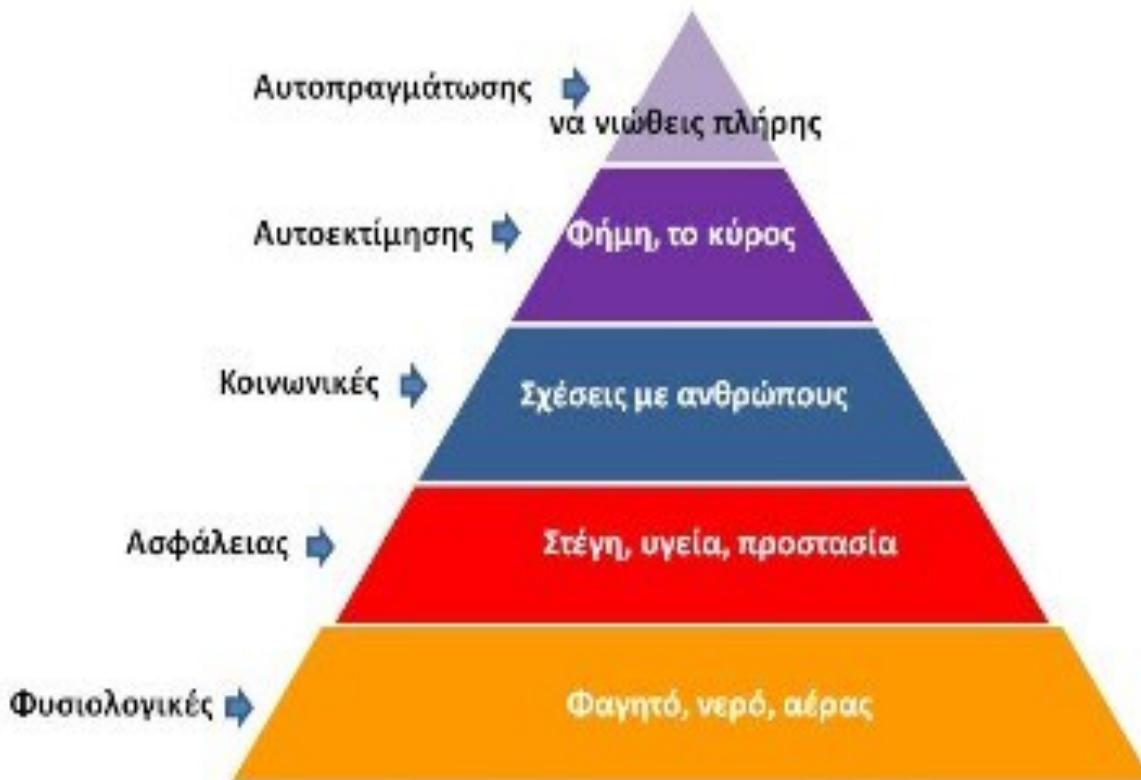 Αυτοπραγμάτωσης
να νιώθεις πλήρης
Αυτοεκτίμησης
Φήμη, το κύρος
Κοινωνικές
Σχέσεις με ανθρώπους
Ασφάλειας
Στέγη, υγεία, προστασία
Φυσιολογικές
Φαγητό, νερό, αέρας